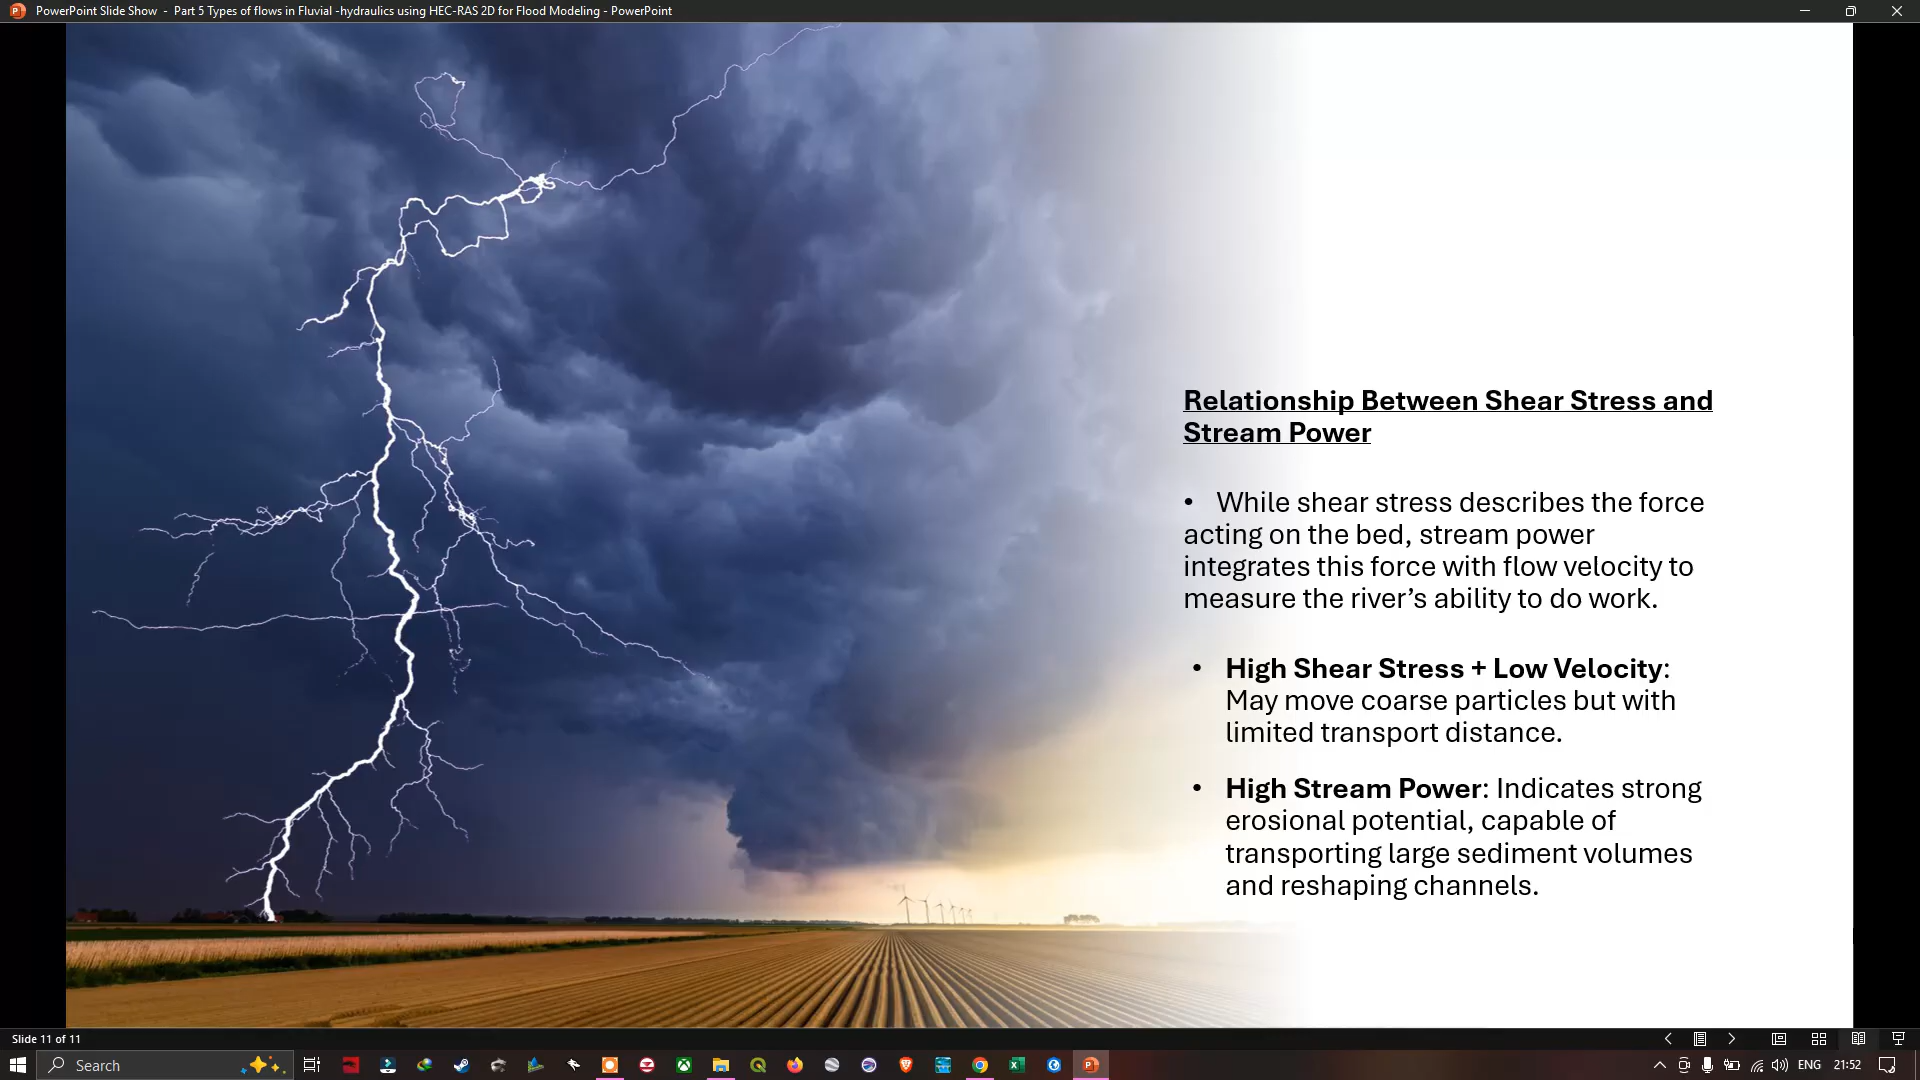 PowerPoint Slide Show - Part 5 Types of flows in Fluvial -hydraulics using HEC-RAS 2D for Flood Modeling - PowerPoint
Relationship Between Shear Stress and
Stream Power
• While shear stress describes the force
acting on the bed, stream power
integrates this force with flow velocity to
measure the river’s ability to do work.
• High Shear Stress + Low Velocity:
May move coarse particles but with
limited transport distance.
• High Stream Power: Indicates strong
erosional potential, capable of
transporting large sediment volumes
and reshaping channels.
Slide 11 of 11
Search
ENG
21:52